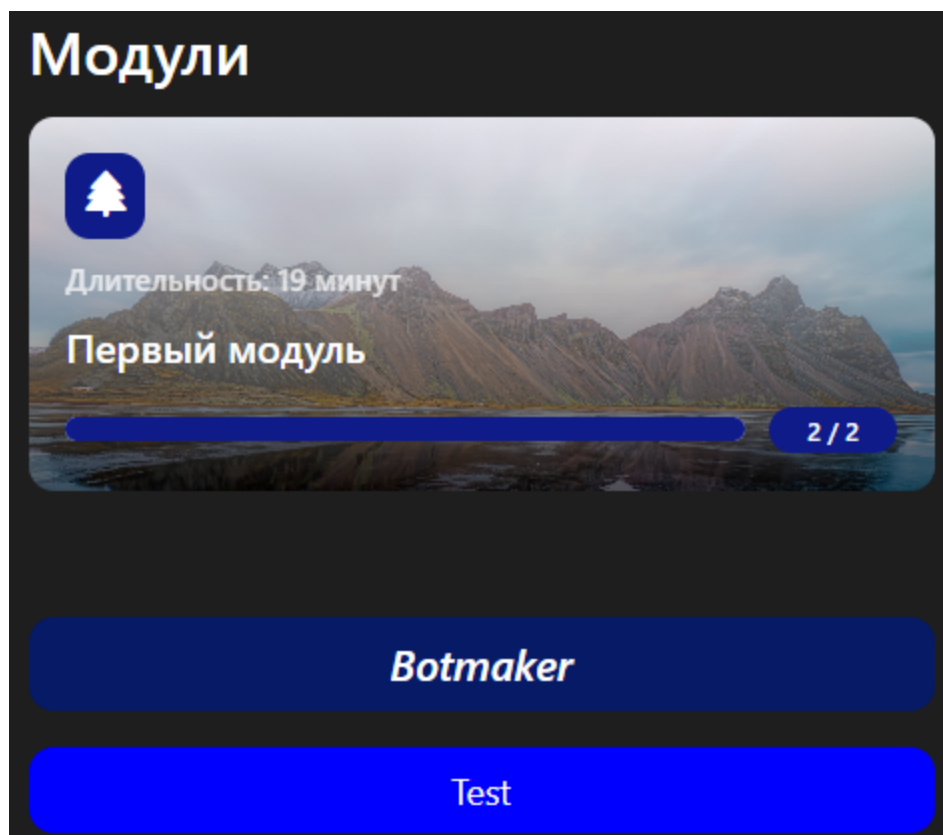 Модули
Длительность: 19 минут
Первый модуль
2 / 2
Botmaker
Test